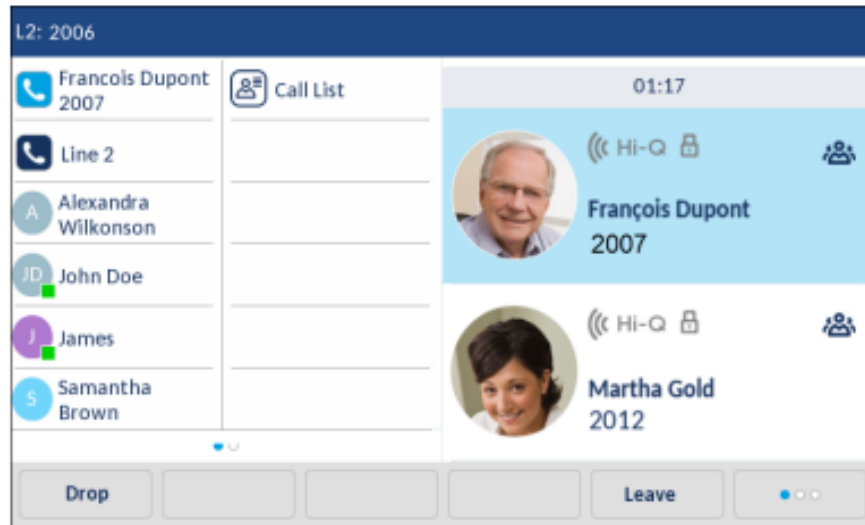 L2: 2006
Francois Dupont
2007
Line 2
A
Alexandra
Wilkonson
JD
John Doe
J
James
S
Samantha
Brown
Call List
01:17
Hi-Q
François Dupont
2007
Hi-Q
Martha Gold
2012
Drop
Leave